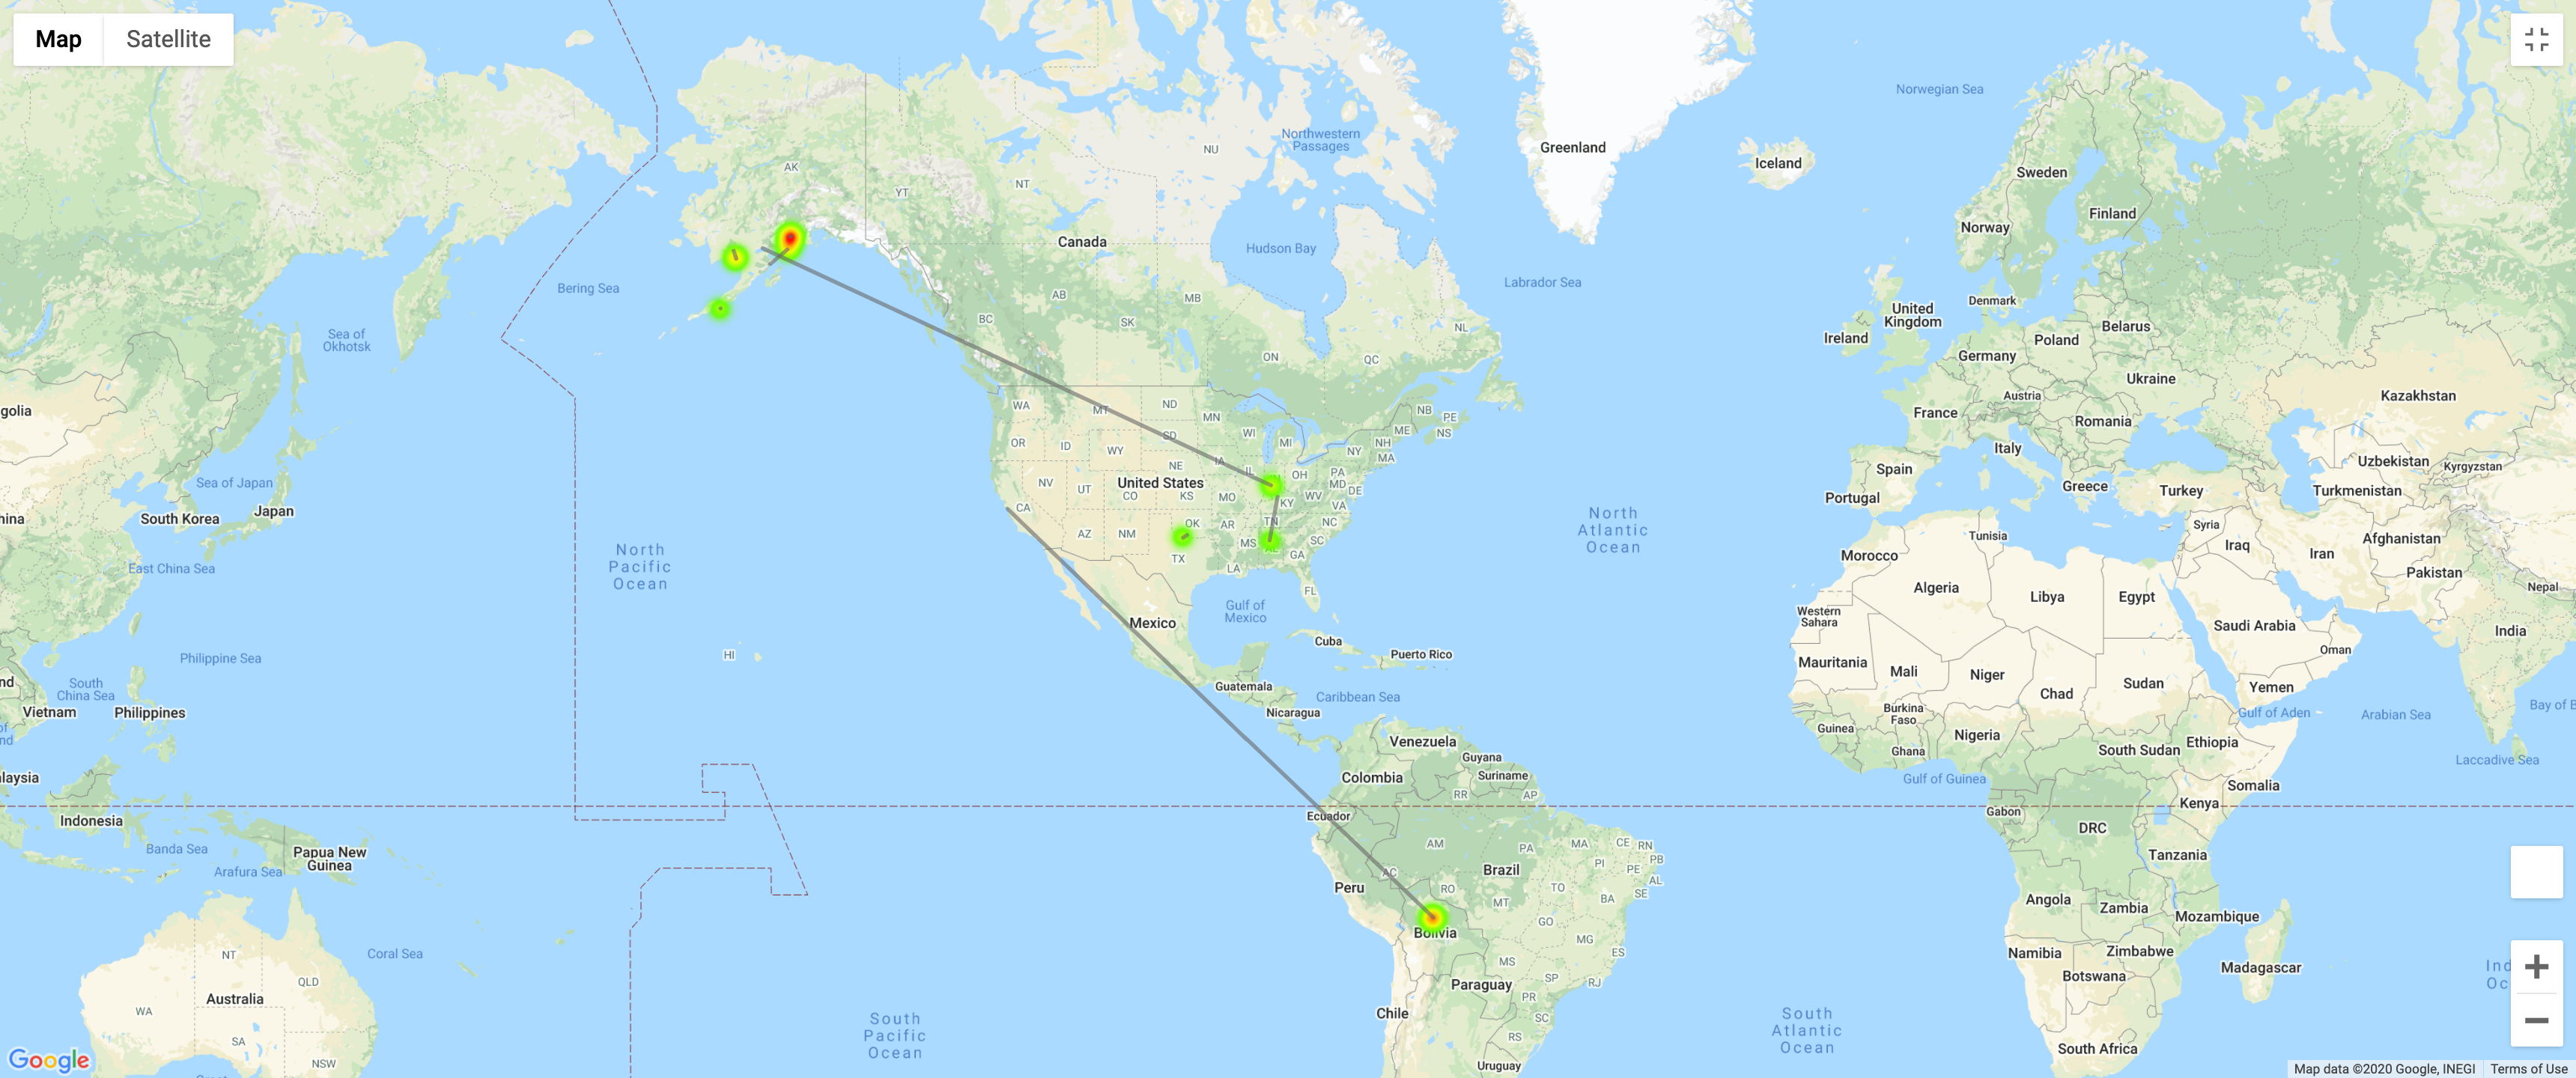 Map
Satellite
Norwegian Sea
Northwestern
Passages
Greenland
Iceland
NU
AK
YT
NT
Sweden
Finland
Norway
Canada
Hudson Bay
Labrador Sea
Bering Sea
AB
MB
BC
SK
NL
Sea of
Okhotsk
Denmark
United
Kingdom
Ireland
Belarus
Poland
Germany
ON
QC
Ukraine
Austria
Kazakhstan
golia
WA
MT
ND
MN
NB
PE
NS
ME
France
Romania
OR
ID
WY
SD
WI
MI
NH
MA
NY
Italy
Uzbekistan
Kyrgyzstan
Spain
Greece
Turkey
Turkmenistan
Portugal
Sea of Japan
NV
UT
United States
CO
NE
IA
IL
OH
PA
MD
DE
KS
MO
WV
VA
KY
hina
South Korea
Japan
CA
AZ
NM
OK
AR
TN
NC
SC
MS
AL
GA
TX
LA
FL
North
Pacific
Ocean
North
Atlantic
Ocean
Tunisia
Syria
Iraq
Iran
Afghanistan
Pakistan
Nepal
Morocco
East China Sea
Algeria
Libya
Egypt
Western
Sahara
Saudi Arabia
India
Oman
Gulf of
Mexico
Mexico
Cuba
Puerto Rico
HI
Philippine Sea
Mauritania
Mali
Niger
Chad
Sudan
Yemen
nd
South
China Sea
Vietnam
Philippines
Guatemala
Caribbean Sea
Nicaragua
Burkina
Faso
Gulf of Aden
Arabian Sea
Bay of B
of
nd
Guinea
Nigeria
Ghana
South Sudan
Ethiopia
Venezuela
Guyana
Suriname
Colombia
Laccadive Sea
laysia
Gulf of Guinea
Somalia
RR
AP
Kenya
Gabon
Indonesia
Ecuador
DRC
Banda Sea
Papua New
Guinea
Arafura Sea
AM
PA
MA
CE
RN
PB
PI
PE
AL
SE
Tanzania
AC
Brazil
Peru
RO
TO
BA
MT
Angola
Zambia
Mozambique
GO
Bolivia
MG
ES
Namibia
Zimbabwe
Botswana
Madagascar
Coral Sea
NT
QLD
Australia
WA
SA
NSW
MS
SP
RJ
Paraguay
PR
SC
RS
Chile
Uruguay
South
Pacific
Ocean
South
Atlantic
Ocean
South Africa
Ind
Oc
Google
Map data ©2020 Google, INEGI
Terms of Use